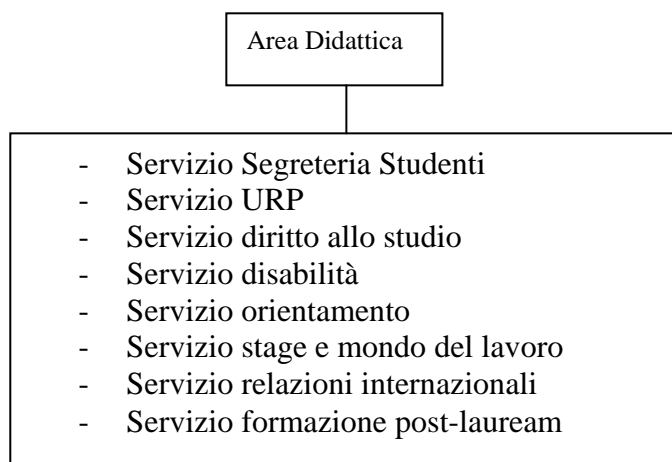 Area Didattica
- Servizio Segreteria Studenti
- Servizio URP
- Servizio diritto allo studio
- Servizio disabilità
- Servizio orientamento
- Servizio stage e mondo del lavoro
- Servizio relazioni internazionali
- Servizio formazione post-lauream